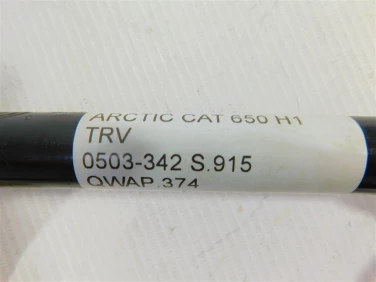 ARCTIC CAT 650 H1
TRV
0503-342 S.915
QWAP.374